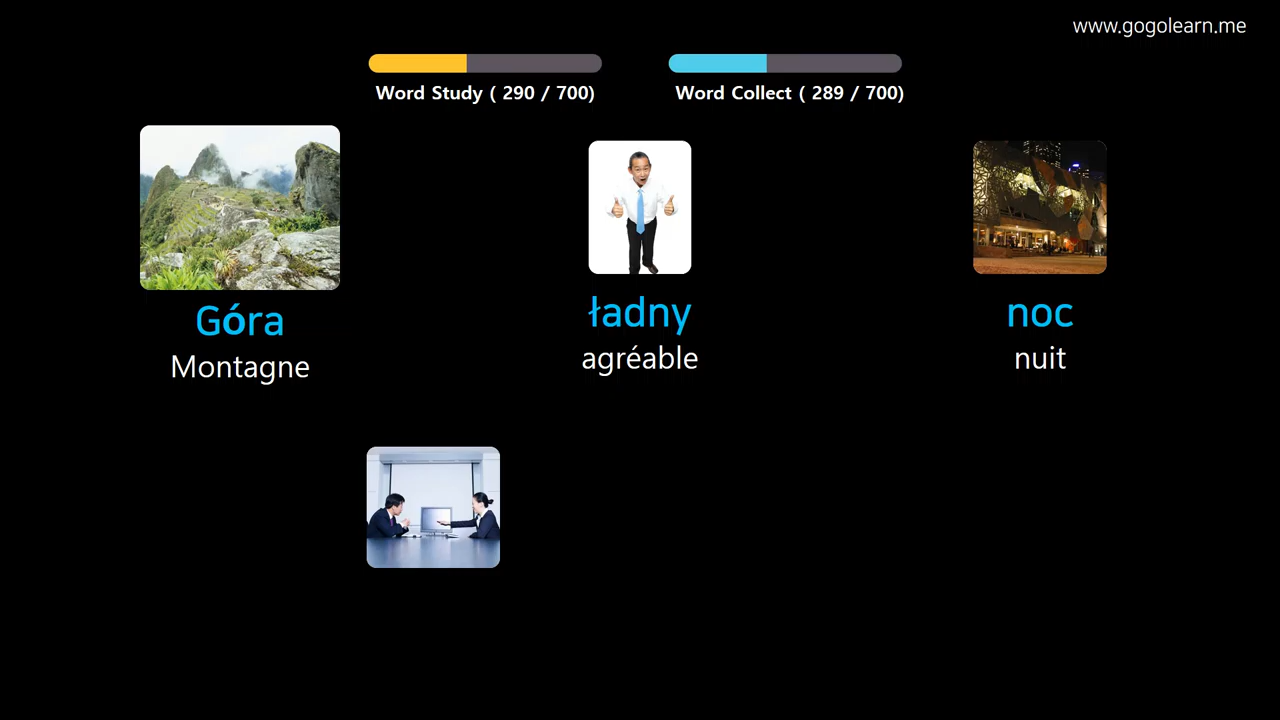 www.gogolearn.me
Word Study ( 290 / 700)
Word Collect ( 289 / 700)
Góra
Montagne
ładny
agréable
noc
nuit